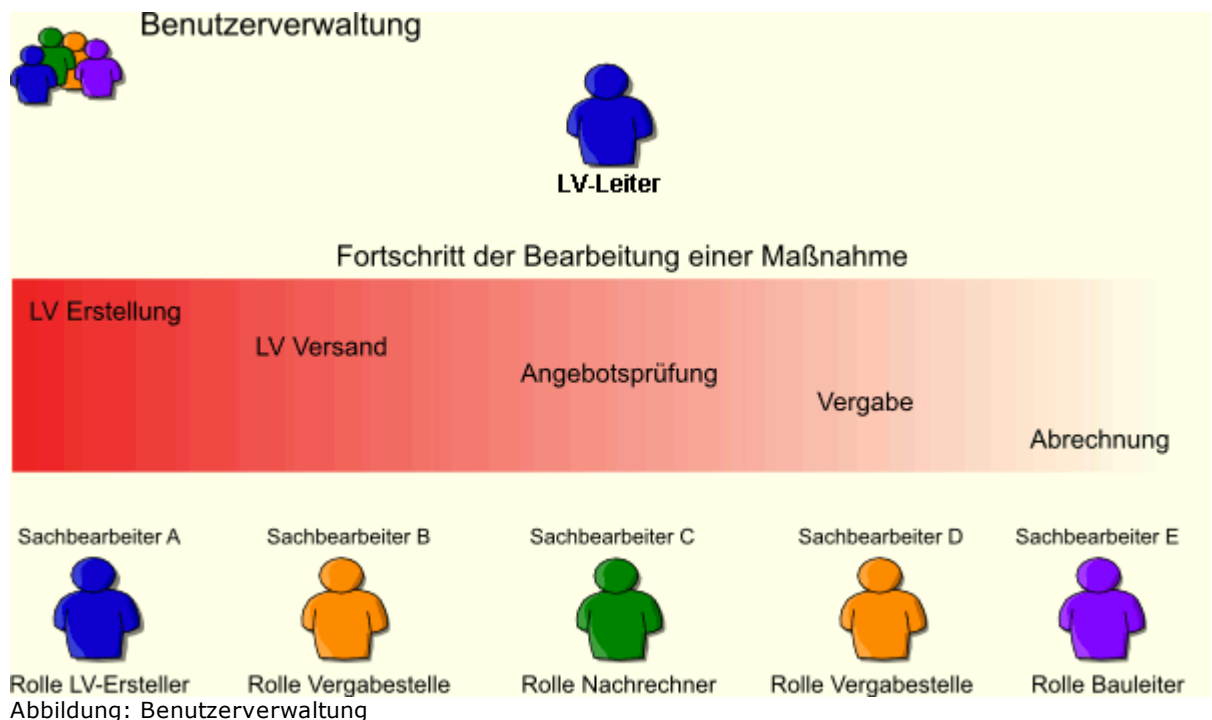 Benutzerverwaltung
LV-Leiter
Fortschritt der Bearbeitung einer Maßnahme
LV Erstellung
LV Versand
Angebotsprüfung
Vergabe
Abrechnung
Sachbearbeiter A Sachbearbeiter B Sachbearbeiter C Sachbearbeiter D Sachbearbeiter E
Rolle LV-Ersteller Rolle Vergabestelle Rolle Nachrechner Rolle Vergabestelle Rolle Bauleiter
Abbildung: Benutzerverwaltung